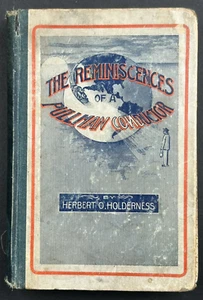 THE REMINISCENCES
OF A
PULLMAN CONDUCTOR
BY
HERBERT O. HOLDERNESS